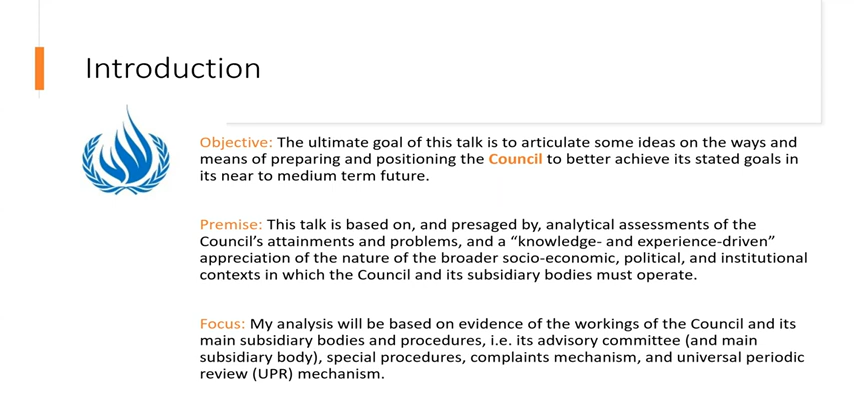 Introduction
Objective: The ultimate goal of this talk is to articulate some ideas on the ways and
means of preparing and positioning the Council to better achieve its stated goals in
its near to medium term future.
Premise: This talk is based on, and presaged by, analytical assessments of the
Council's attainments and problems, and a “knowledge- and experience-driven”
appreciation of the nature of the broader socio-economic, political, and institutional
contexts in which the Council and its subsidiary bodies must operate.
Focus: My analysis will be based on evidence of the workings of the Council and its
main subsidiary bodies and procedures, i.e. its advisory committee (and main
subsidiary body), special procedures, complaints mechanism, and universal periodic
review (UPR) mechanism.